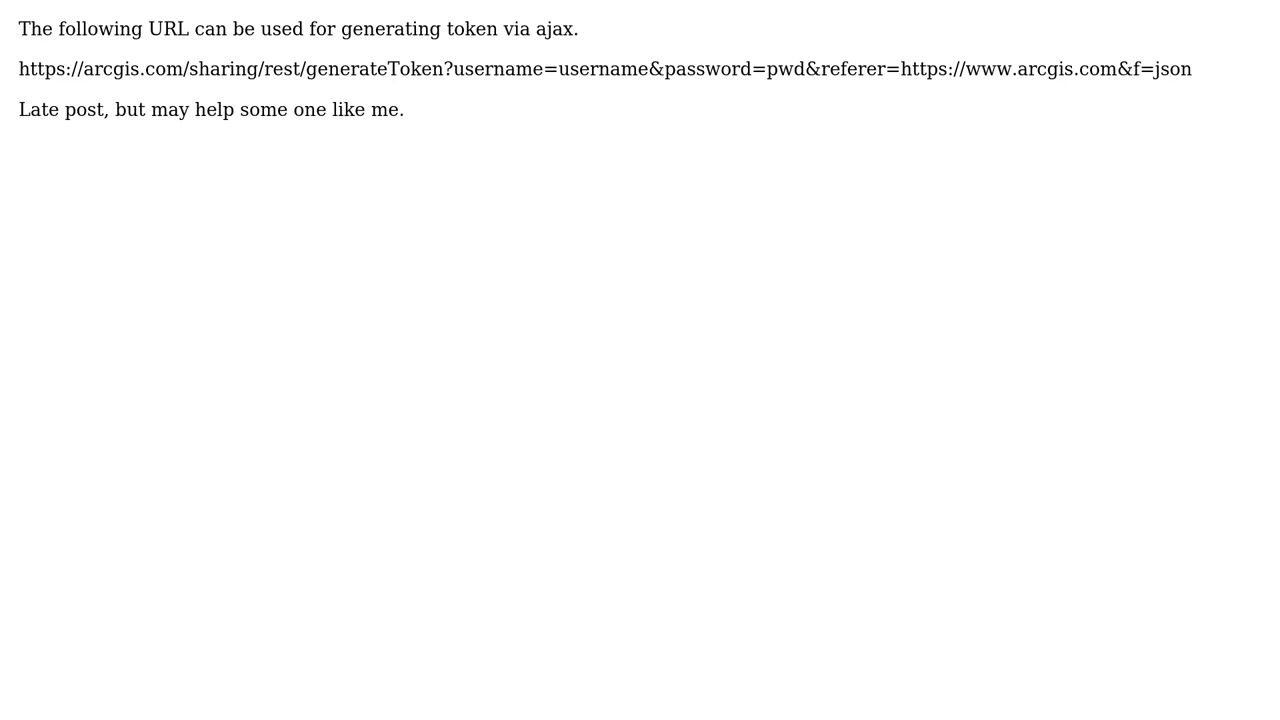 The following URL can be used for generating token via ajax.
https://arcgis.com/sharing/rest/generateToken?username=username&password=pwd&referer=https://www.arcgis.com&f=json
Late post, but may help some one like me.